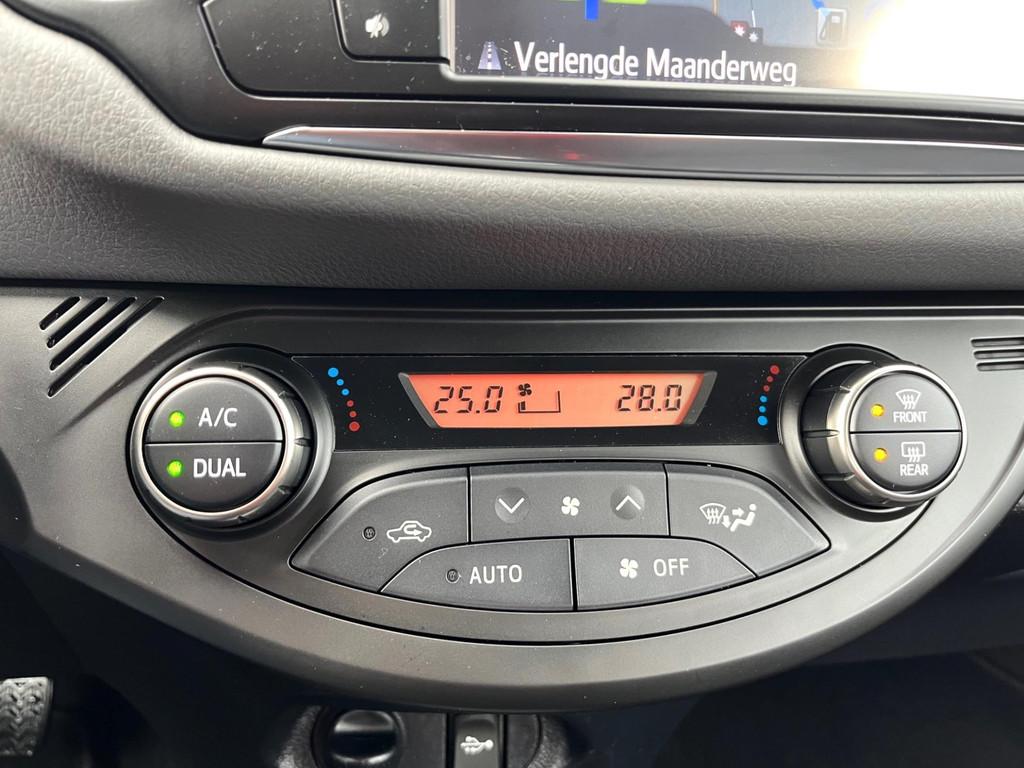 Verlengde Maanderweg
25.0 28.0
A/C
DUAL
FRONT
REAR
AUTO
OFF